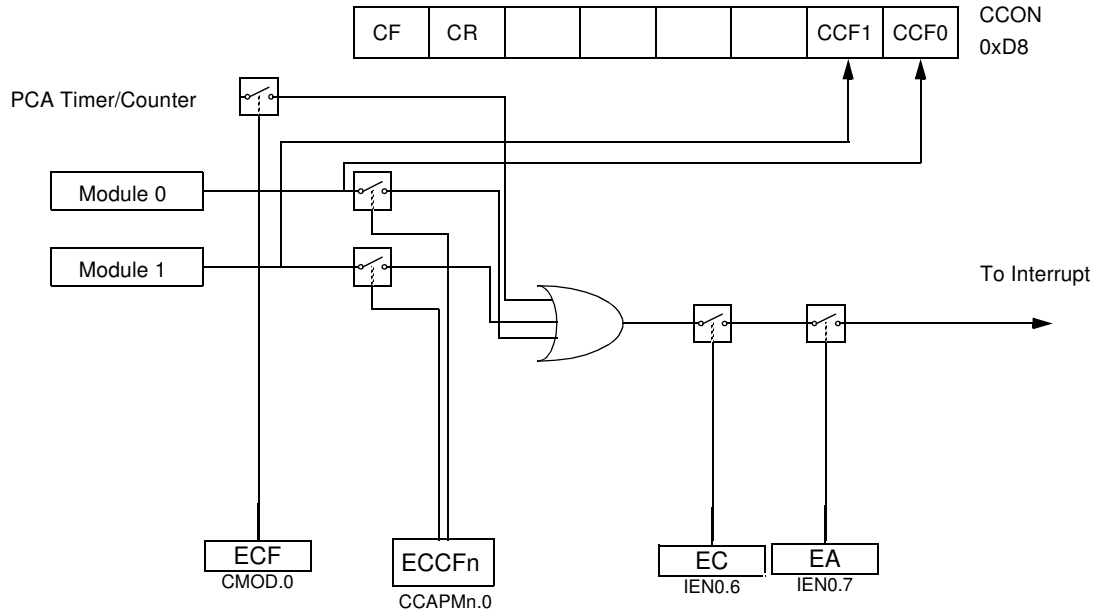 CF CR CCF1 CCF0 CCON
0xD8
PCA Timer/Counter
Module 0
Module 1
To Interrupt
ECF
CMOD.0
ECCFn
CCAPMn.0
EC
IEN0.6
EA
IEN0.7